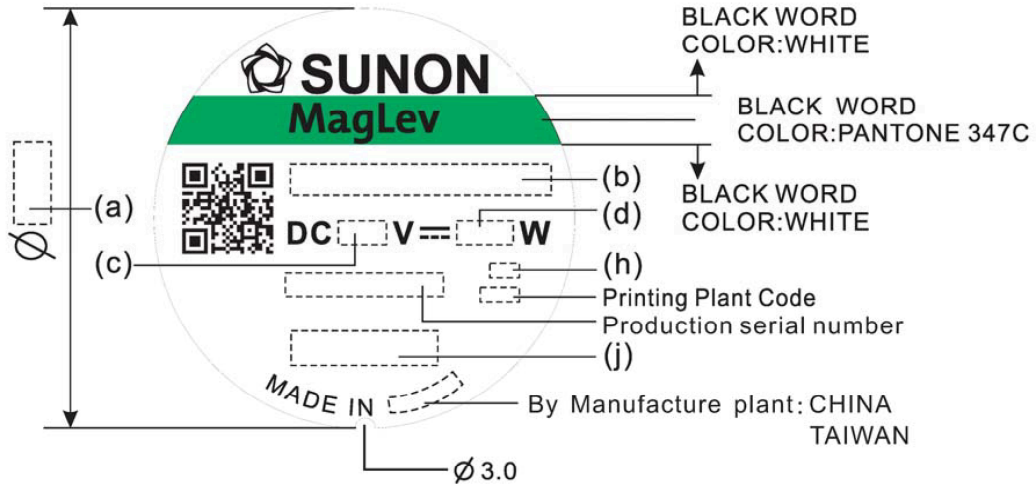 BLACK WORD
COLOR:WHITE
SUNON
MagLev
BLACK WORD
COLOR:PANTONE 347C
(a)
(b)
BLACK WORD
COLOR:WHITE
(d)
DC V⎓ W
(c)
(h)
Printing Plant Code
Production serial number
(j)
MADE IN
By Manufacture plant: CHINA
TAIWAN
Ø
Ø 3.0